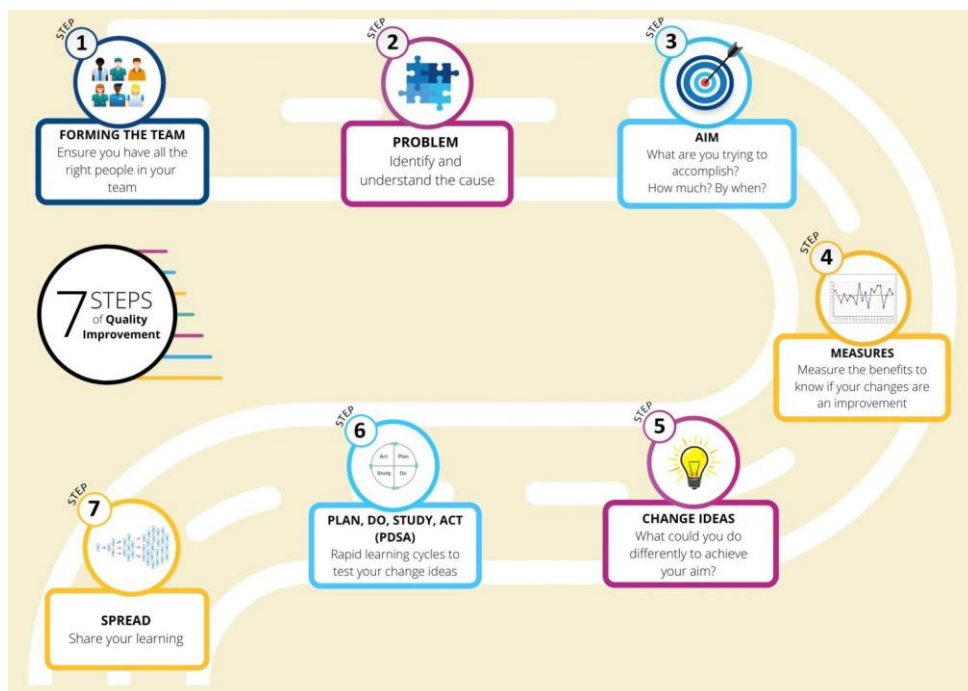 STEP
1
FORMING THE TEAM
Ensure you have all the
right people in your
team
STEP
2
PROBLEM
Identify and
understand the cause
STEP
3
AIM
What are you trying to
accomplish?
How much? By when?
7 STEPS
of Quality
Improvement
STEP
4
MEASURES
Measure the benefits to
know if your changes are
an improvement
STEP
5
CHANGE IDEAS
What could you do
differently to achieve
your aim?
STEP
6
Act Plan
Study Do
PLAN, DO, STUDY, ACT
(PDSA)
Rapid learning cycles to
test your change ideas
STEP
7
SPREAD
Share your learning